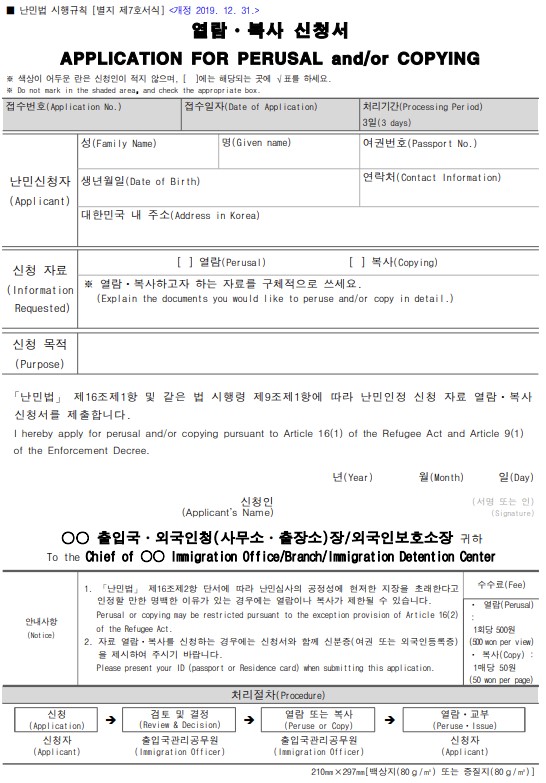 ■ 난민법 시행규칙 [별지 제7호서식] <개정 2019. 12. 31.>
열람·복사 신청서
APPLICATION FOR PERUSAL and/or COPYING
※ 색상이 어두운 란은 신청인이 적지 않으며, [ ]에는 해당되는 곳에 √표를 하세요.
※ Do not mark in the shaded area, and check the appropriate box.
접수번호(Application No.) 접수일자(Date of Application) 처리기간(Processing Period)
3일(3 days)
난민신청자
(Applicant)
성(Family Name) 명(Given name) 여권번호(Passport No.)
생년월일(Date of Birth) 연락처(Contact Information)
대한민국 내 주소(Address in Korea)
신청 자료
(Information
Requested)
[ ] 열람(Perusal) [ ] 복사(Copying)
※ 열람·복사하고자 하는 자료를 구체적으로 쓰세요.
(Explain the documents you would like to peruse and/or copy in detail.)
신청 목적
(Purpose)
「난민법」 제16조제1항 및 같은 법 시행령 제9조제1항에 따라 난민인정 신청 자료 열람·복사
신청서를 제출합니다.
I hereby apply for perusal and/or copying pursuant to Article 16(1) of the Refugee Act and Article 9(1)
of the Enforcement Decree.
년(Year) 월(Month) 일(Day)
신청인 (서명 또는 인)
(Applicant's Name) (Signature)
○○ 출입국·외국인청(사무소·출장소)장/외국인보호소장 귀하
To the Chief of ○○ Immigration Office/Branch/Immigration Detention Center
안내사항
(Notice)
1. 「난민법」 제16조제2항 단서에 따라 난민심사의 공정성에 현저한 지장을 초래한다고
인정할 만한 명백한 이유가 있는 경우에는 열람이나 복사가 제한될 수 있습니다.
Perusal or copying may be restricted pursuant to the exception provision of Article 16(2)
of the Refugee Act.
2. 자료 열람·복사를 신청하는 경우에는 신청서와 함께 신분증(여권 또는 외국인등록증)
을 제시하여 주시기 바랍니다.
Please present your ID (passport or Residence card) when submitting this application.
수수료(Fee)
· 열람(Perusal)
:
1회당 500원
(500 won per view)
· 복사(Copy) :
1매당 50원
(50 won per page)
처리절차(Procedure)
신청 ➔ 검토 및 결정 ➔ 열람 또는 복사 ➔ 열람·교부
(Application) (Review & Decision) (Peruse or Copy) (Peruse·Issue)
신청자 출입국관리공무원 출입국관리공무원 신청자
(Applicant) (Immigration Officer) (Immigration Officer) (Applicant)
210㎜×297㎜[백상지(80ｇ/㎡) 또는 중질지(80ｇ/㎡)]